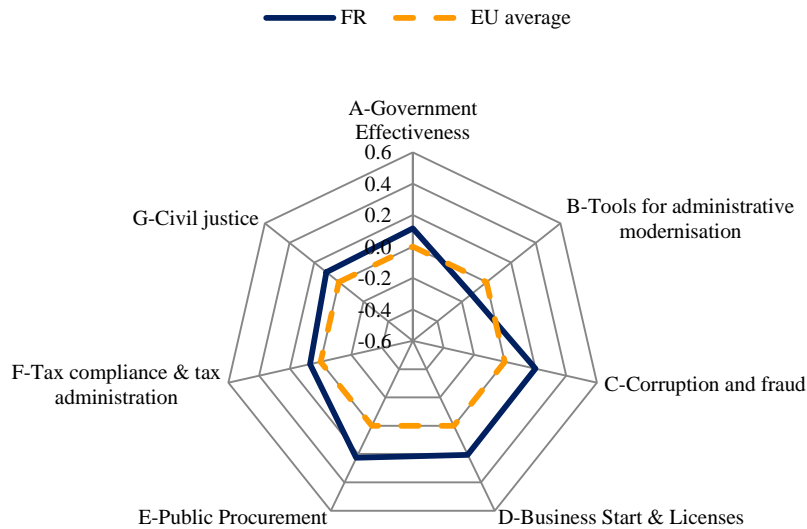 FR
EU average
A-Government
Effectiveness
0.6
0.4
0.2
0.0
-0.2
-0.4
-0.6
B-Tools for administrative
modernisation
G-Civil justice
F-Tax compliance & tax
administration
C-Corruption and fraud
E-Public Procurement
D-Business Start & Licenses